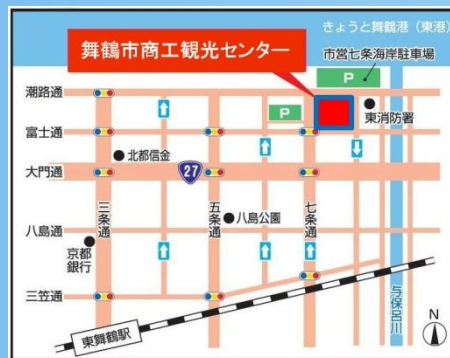 きょうと舞鶴港（東港）
舞鶴市商工観光センター
市営七条海岸駐車場
P
P
潮路通
東消防署
富士通
北都信金
大門通
27
三条通
五条通
七条通
八島公園
八島通
京都
銀行
三笠通
与保呂川
東舞鶴駅
N